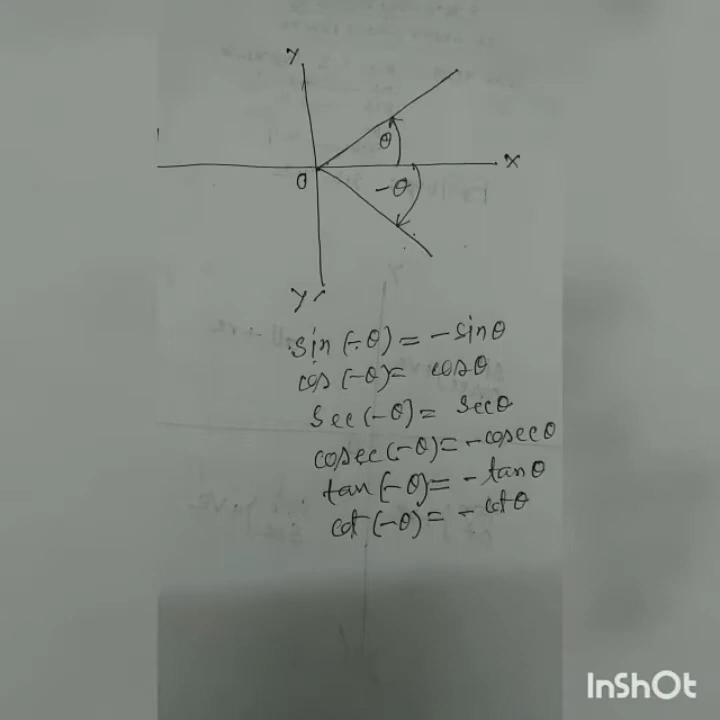 Y
θ
X
O
-θ
Y'
sin (-θ) = -sinθ
cos (-θ) = cosθ
sec (-θ) = secθ
cosec (-θ) = -cosecθ
tan (-θ) = - tanθ
cot (-θ) = - cotθ
InShOt